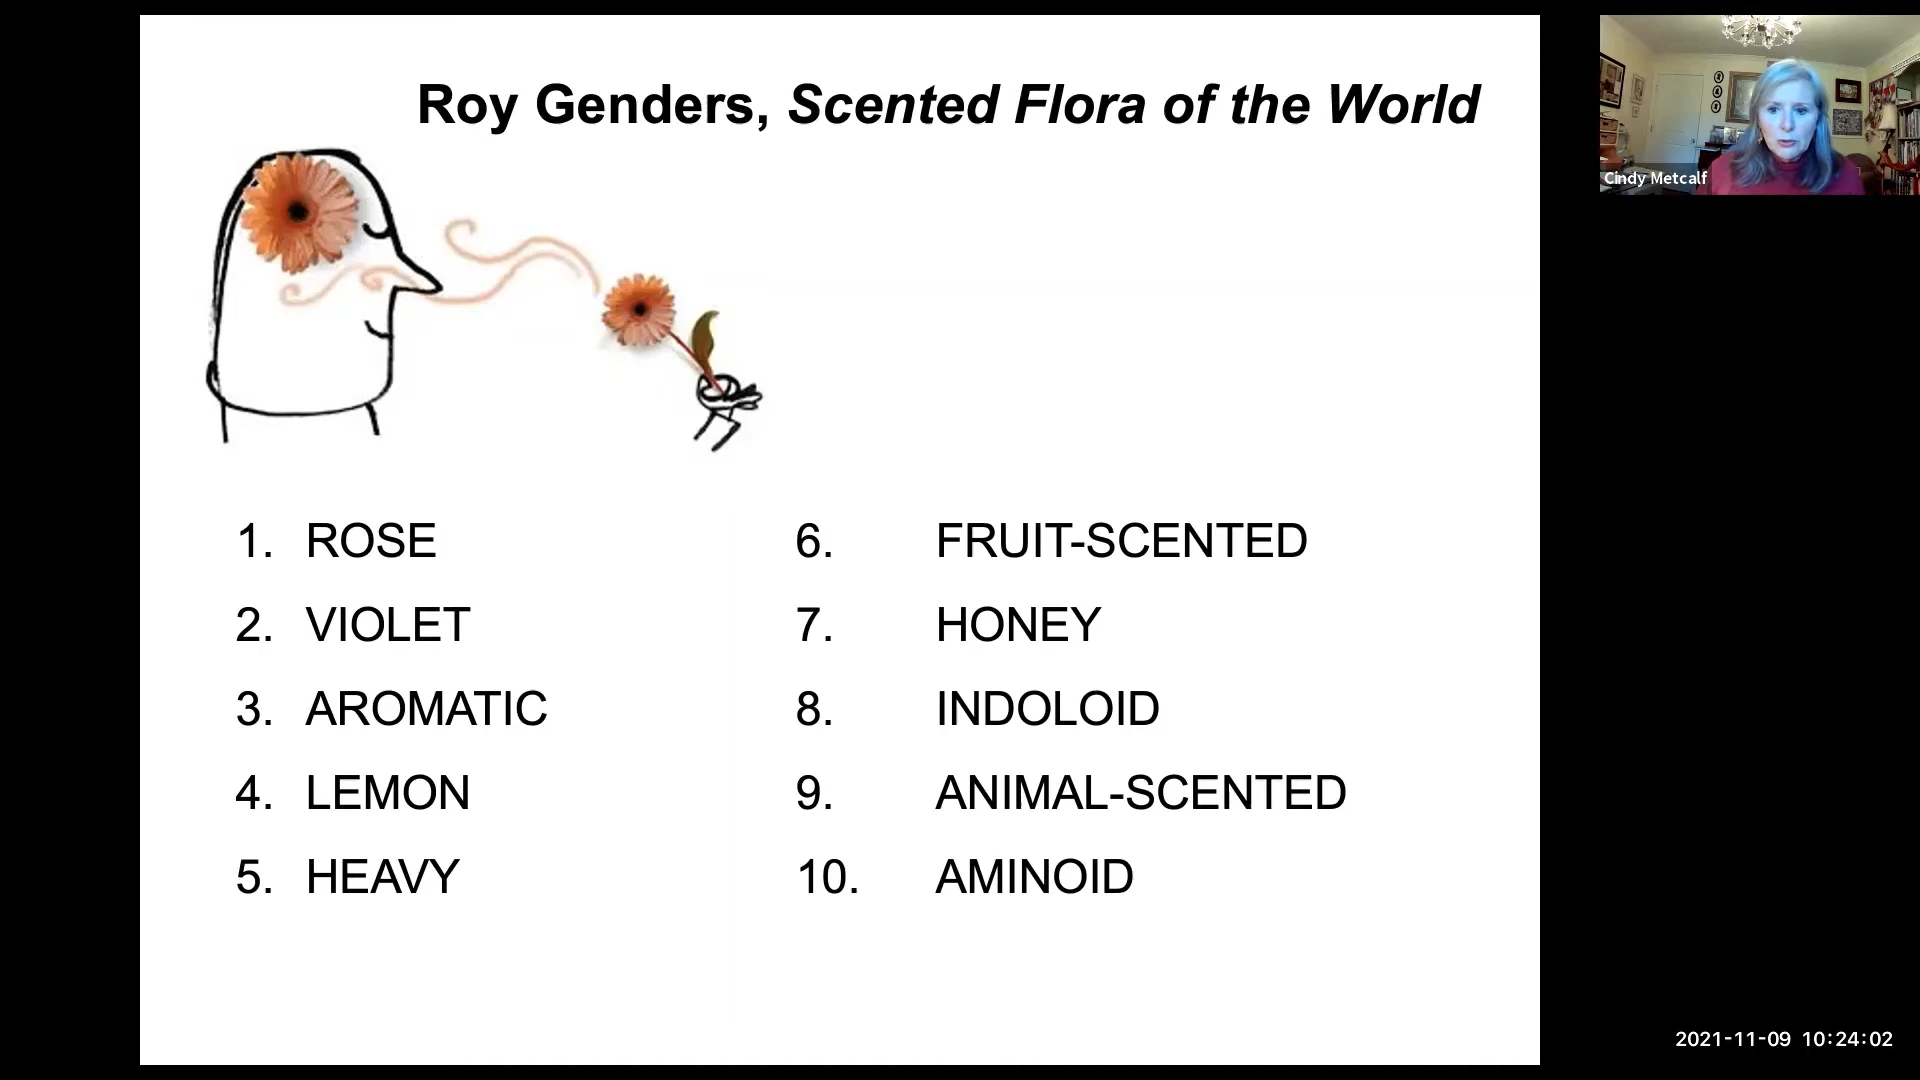 Roy Genders, Scented Flora of the World
1. ROSE
2. VIOLET
3. AROMATIC
4. LEMON
5. HEAVY
6. FRUIT-SCENTED
7. HONEY
8. INDOLOID
9. ANIMAL-SCENTED
10. AMINOID
Cindy Metcalf
2021-11-09 10:24:02